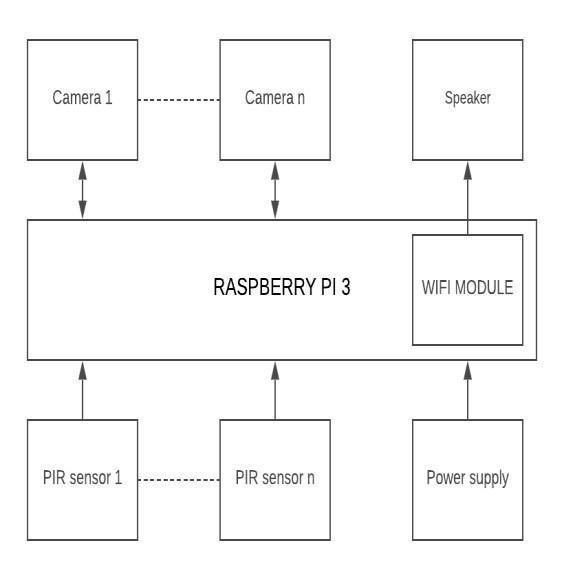 Camera 1
Camera n
Speaker
RASPBERRY PI 3
WIFI MODULE
PIR sensor 1
PIR sensor n
Power supply